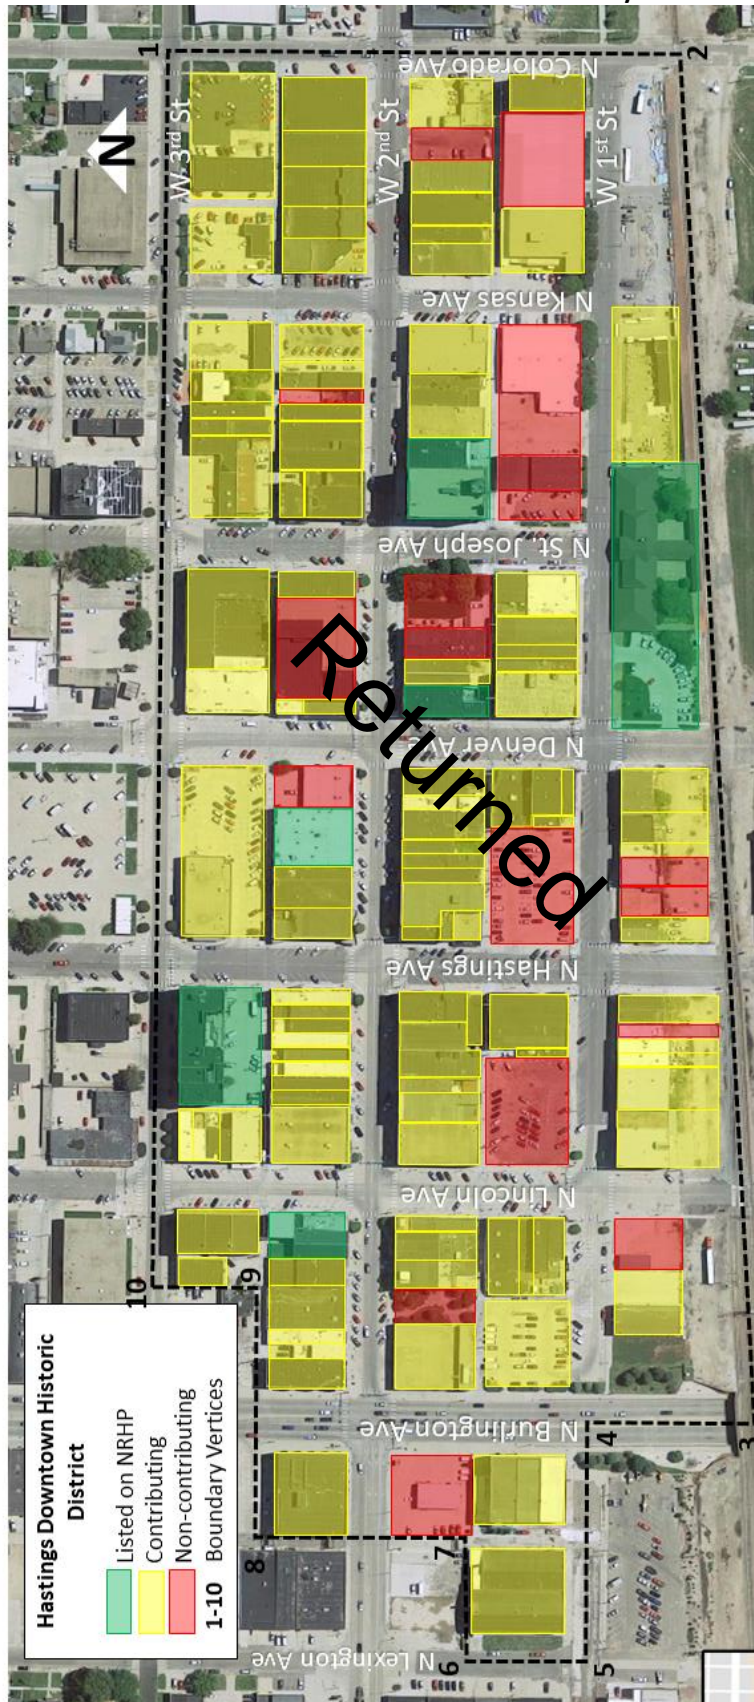 1
2
N Colorado Ave
W 3rd St
W 2nd St
W 1st St
N
N Kansas Ave
N St. Joseph Ave
N Denver Av
Returned
N Hastings Ave
N Lincoln Ave
10
9
Hastings Downtown Historic
District
Listed on NRHP
Contributing
Non-contributing
1-10 Boundary Vertices
N Burlington Ave
3
4
8
7
N Lexington Ave
6
5